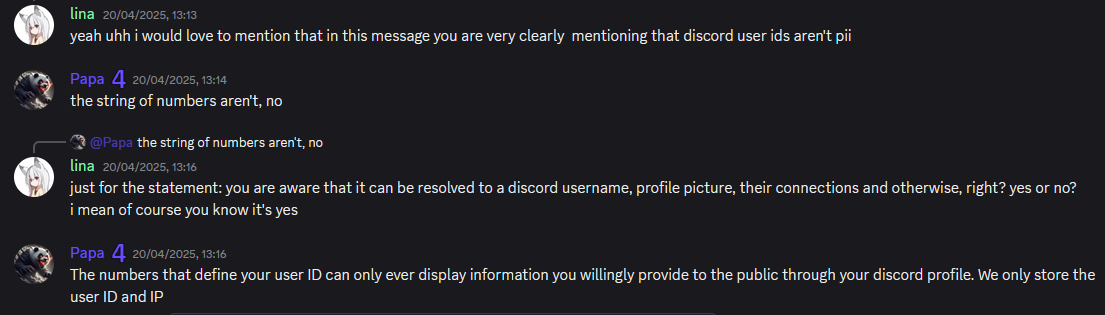 lina 20/04/2025, 13:13
yeah uhh i would love to mention that in this message you are very clearly  mentioning that discord user ids aren't pii
Papa 4 20/04/2025, 13:14
the string of numbers aren't, no
@Papa the string of numbers aren't, no
lina 20/04/2025, 13:16
just for the statement: you are aware that it can be resolved to a discord username, profile picture, their connections and otherwise, right? yes or no?
i mean of course you know it's yes
Papa 4 20/04/2025, 13:16
The numbers that define your user ID can only ever display information you willingly provide to the public through your discord profile. We only store the
user ID and IP